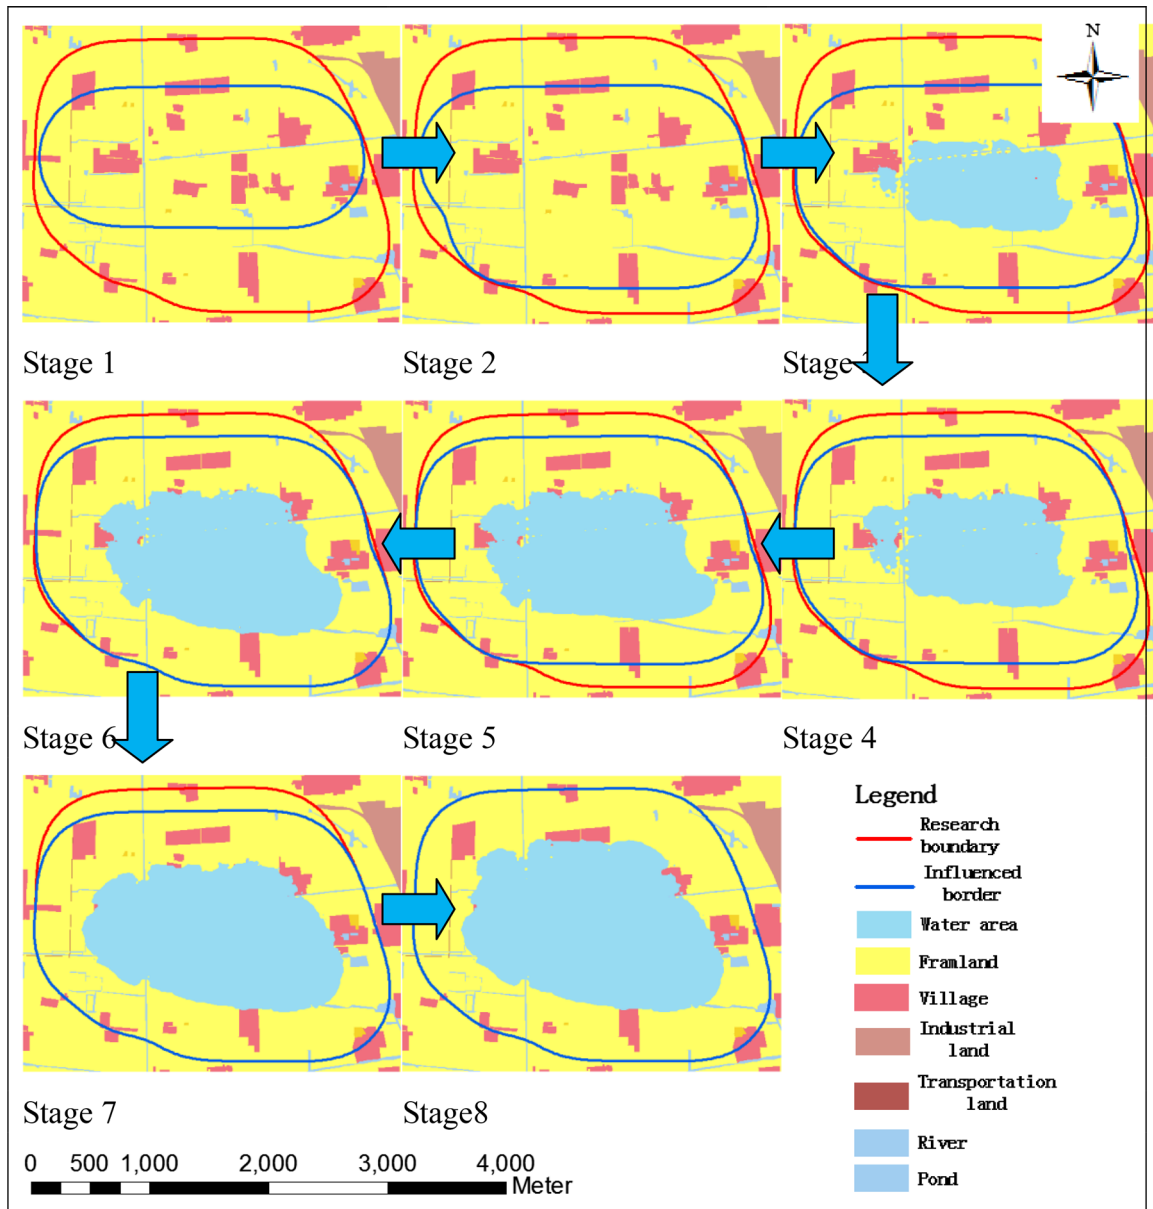 N
Stage 1
Stage 2
Stage
Stage 6
Stage 5
Stage 4
Stage 7
Stage8
Legend
Research
boundary
Influenced
border
Water area
Framland
Village
Industrial
land
Transportation
land
River
Pond
0 500 1,000 2,000 3,000 4,000
Meter